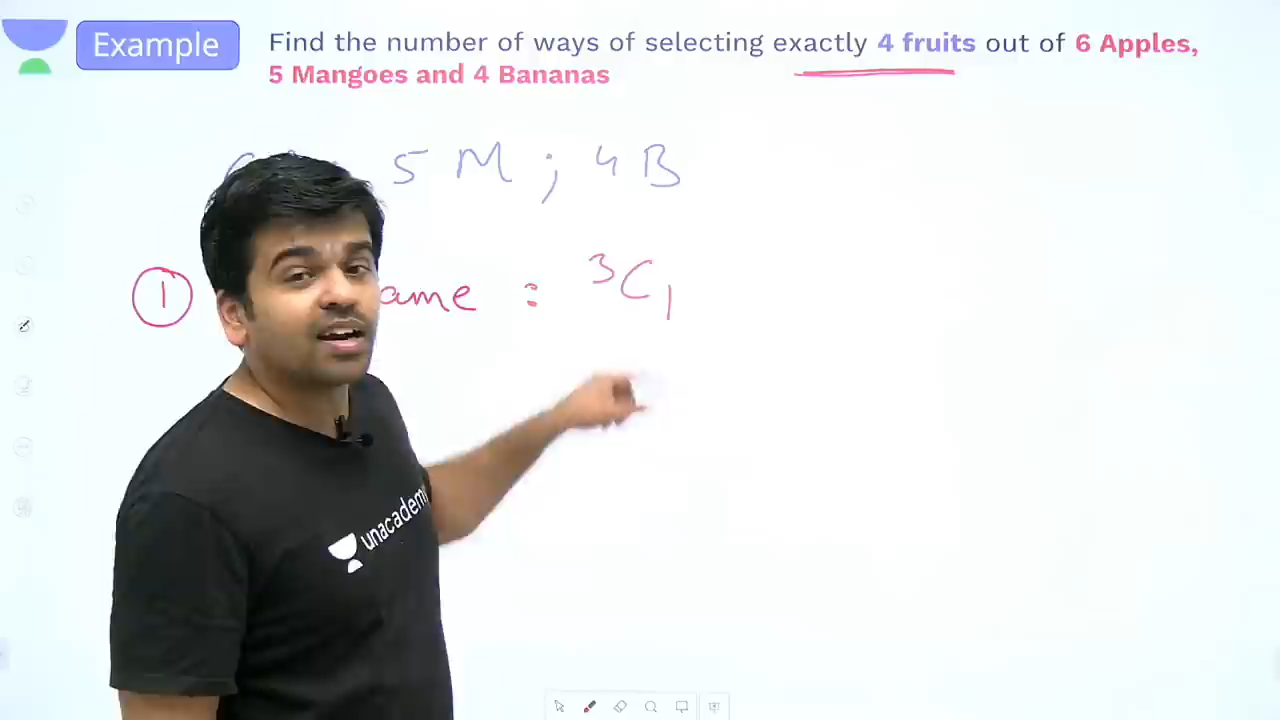 Example
Find the number of ways of selecting exactly 4 fruits out of 6 Apples,
5 Mangoes and 4 Bananas
5 M ; 4 B
1 ame : ³C₁
unacademy